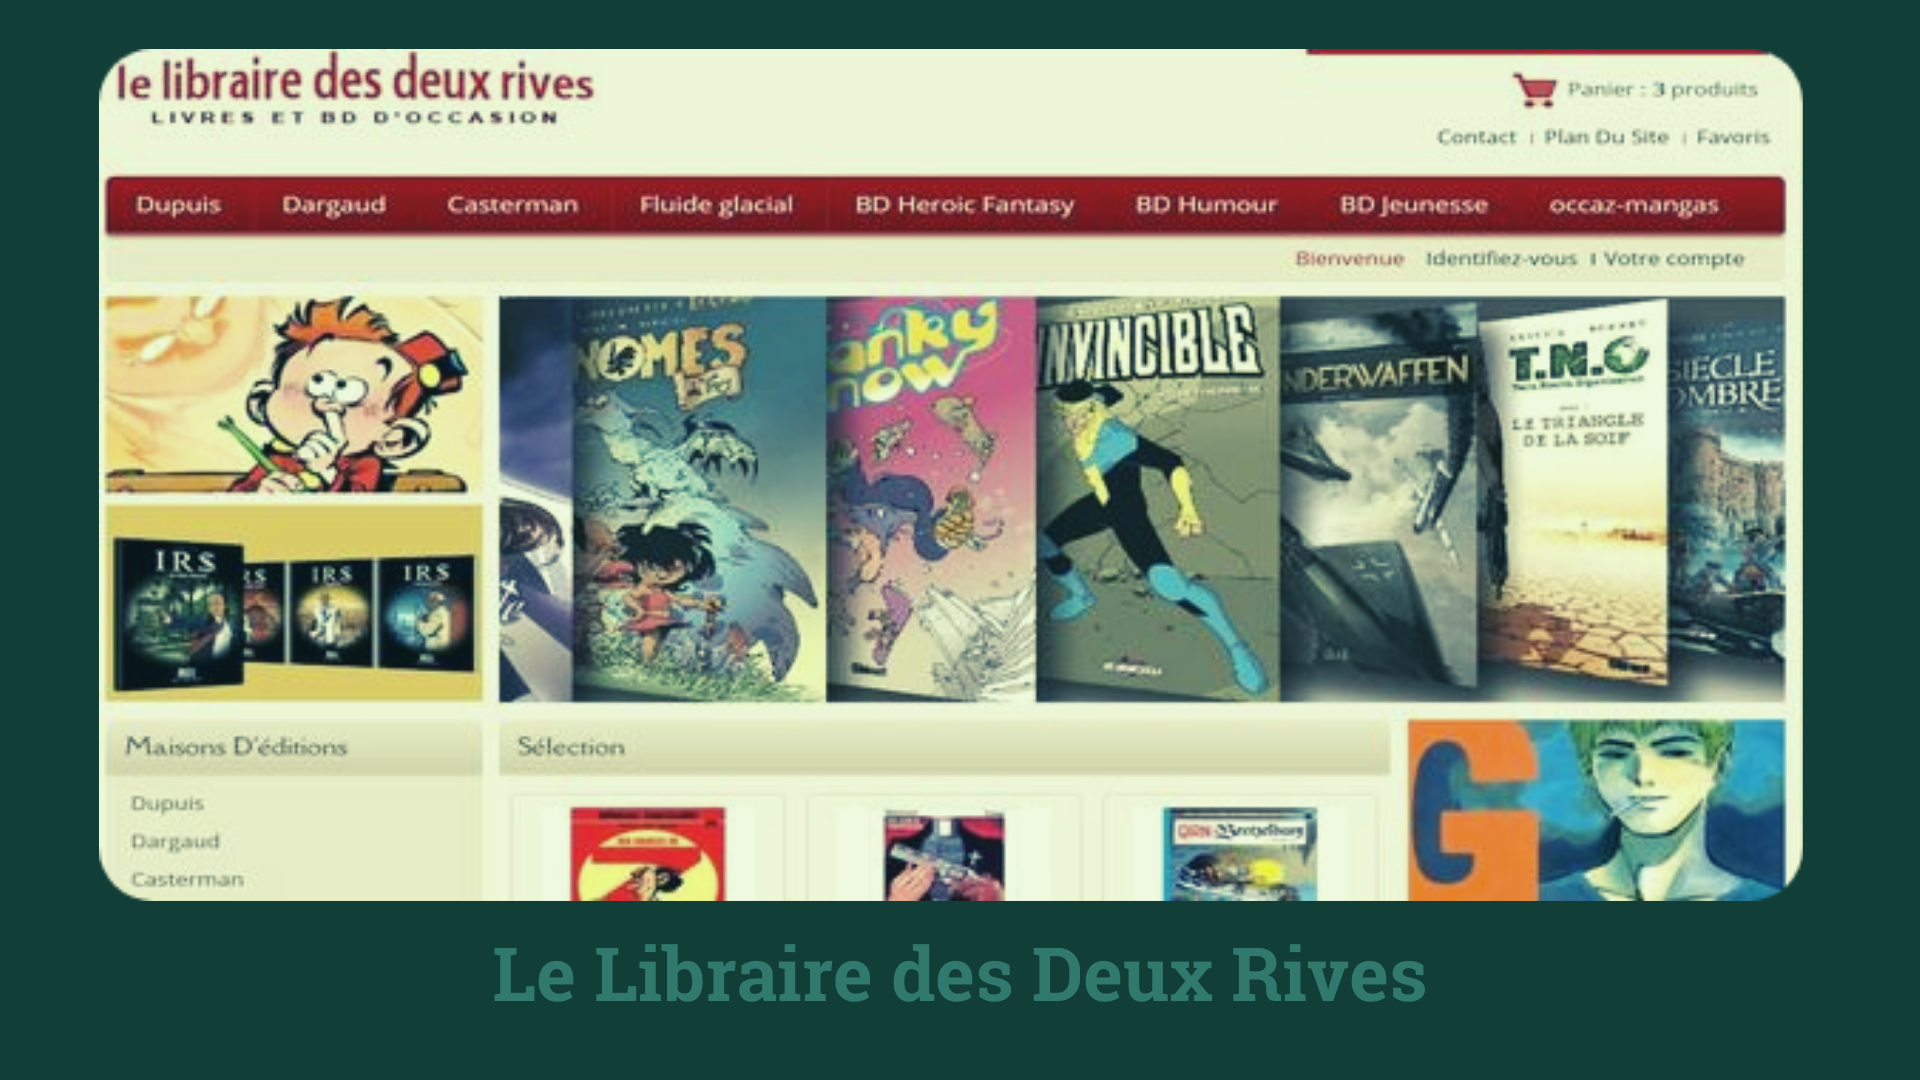 le libraire des deux rives
LIVRES ET BD D'OCCASION
Panier : 3 produits
Contact | Plan Du Site | Favoris
Dupuis Dargaud Casterman Fluide glacial BD Heroic Fantasy BD Humour BD Jeunesse occaz-mangas
Bienvenue Identifiez-vous | Votre compte
NOMES
anky
now
INVINCIBLE
NDERWAFFEN
T.N.O
LE TRIANGLE
DE LA SOIF
SIECLE
OMBRE
IRS
RS
IRS
IRS
Maisons D'éditions
Sélection
Dupuis
Dargaud
Casterman
G
Le Libraire des Deux Rives